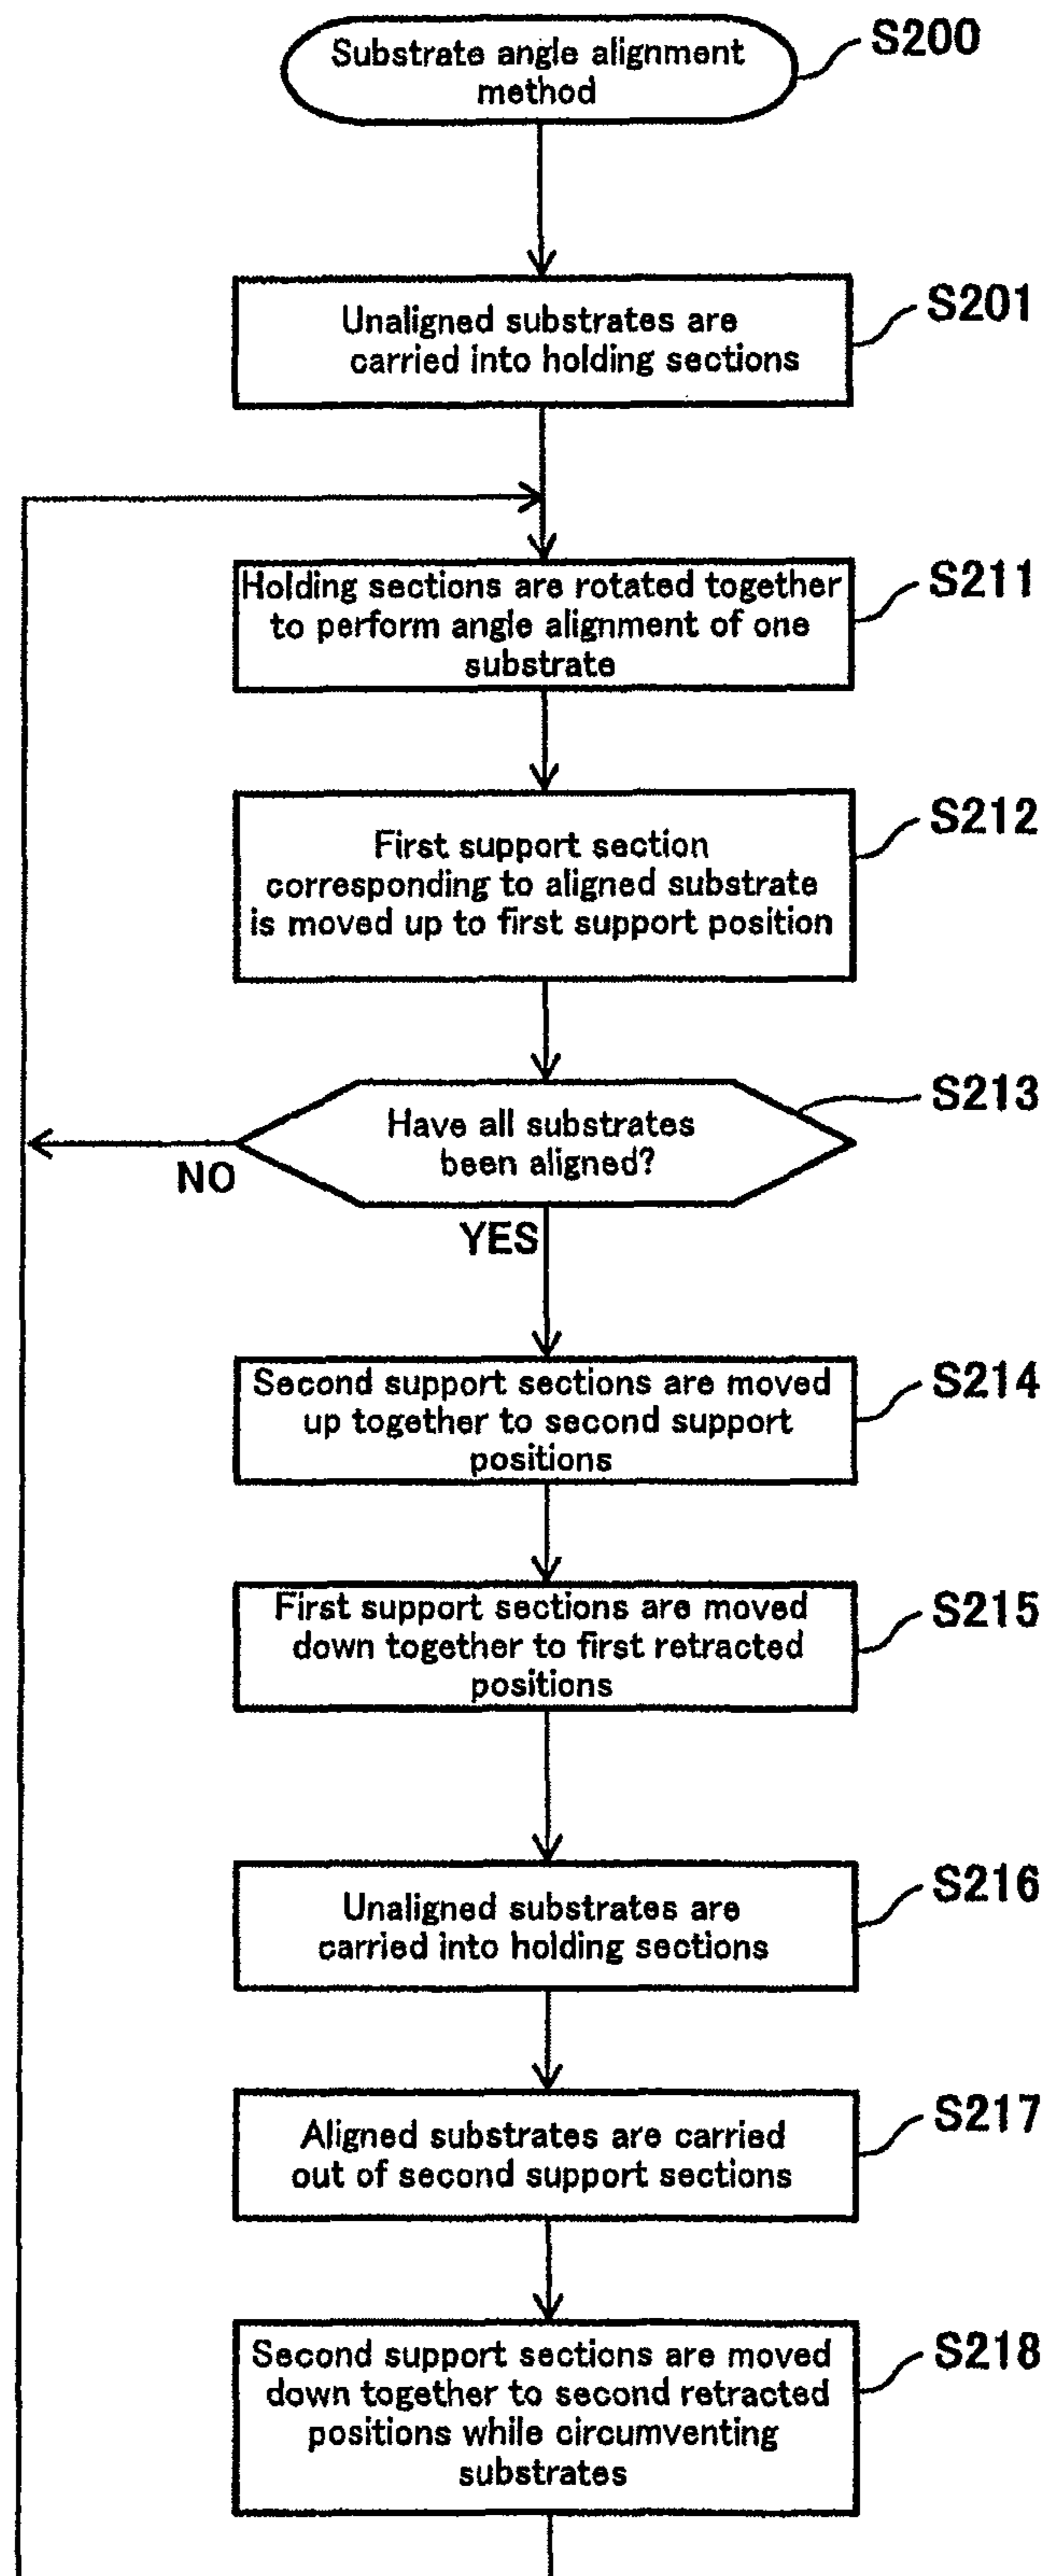 Substrate angle alignment
method
S200
Unaligned substrates are
carried into holding sections
S201
Holding sections are rotated together
to perform angle alignment of one
substrate
S211
First support section
corresponding to aligned substrate
is moved up to first support position
S212
Have all substrates
been aligned?
S213
NO
YES
Second support sections are moved
up together to second support
positions
S214
First support sections are moved
down together to first retracted
positions
S215
Unaligned substrates are
carried into holding sections
S216
Aligned substrates are carried
out of second support sections
S217
Second support sections are moved
down together to second retracted
positions while circumventing
substrates
S218